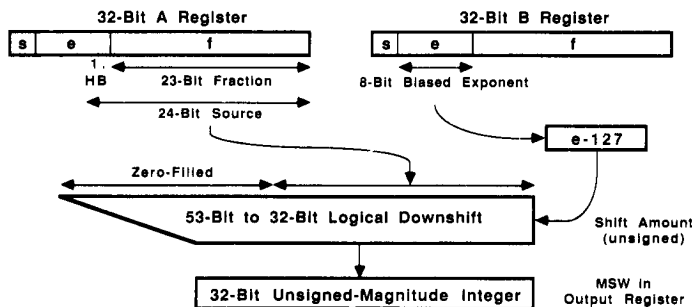 32-Bit A Register
32-Bit B Register
s e f
s e f
1.
HB
23-Bit Fraction
8-Bit Biased Exponent
24-Bit Source
e-127
Zero-Filled
53-Bit to 32-Bit Logical Downshift
Shift Amount
(unsigned)
32-Bit Unsigned-Magnitude Integer
MSW in
Output Register